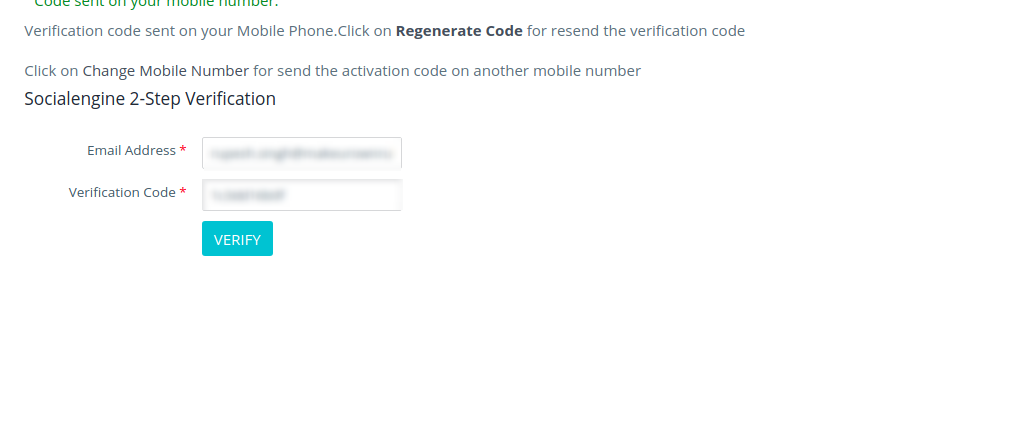 Code sent on your mobile number.
Verification code sent on your Mobile Phone.Click on Regenerate Code for resend the verification code
Click on Change Mobile Number for send the activation code on another mobile number
Socialengine 2-Step Verification
Email Address *
Verification Code *
VERIFY